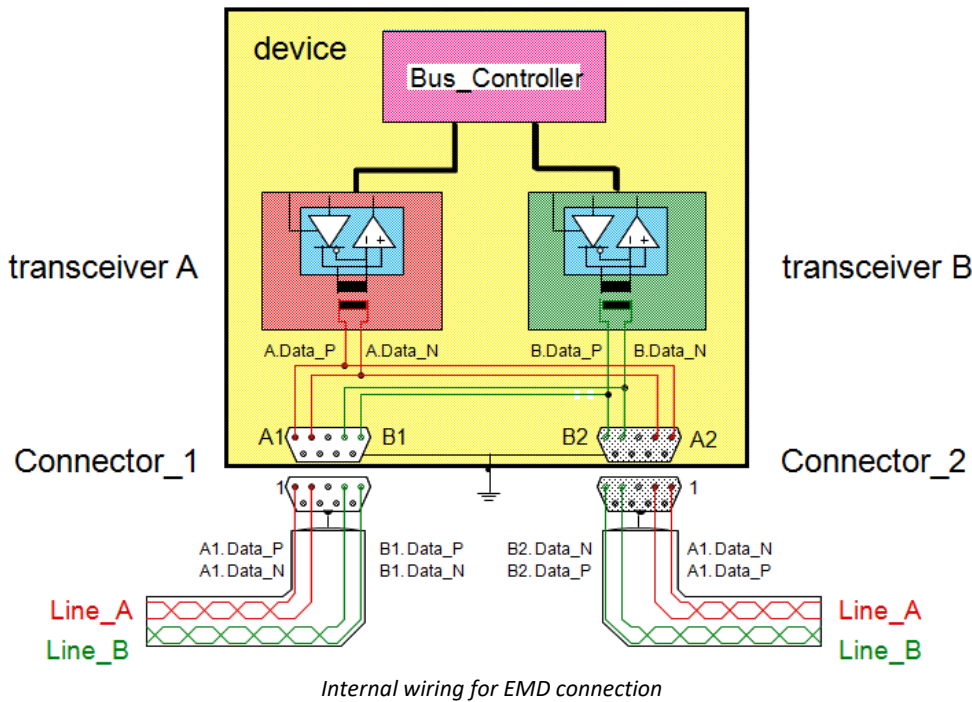 device
Bus_Controller
transceiver A
transceiver B
A.Data_P
A.Data_N
B.Data_P
B.Data_N
A1
B1
B2
A2
Connector_1
Connector_2
1
1
A1.Data_P
A1.Data_N
B1.Data_P
B1.Data_N
B2.Data_N
B2.Data_P
A1.Data_N
A1.Data_P
Line_A
Line_B
Line_A
Line_B
Internal wiring for EMD connection